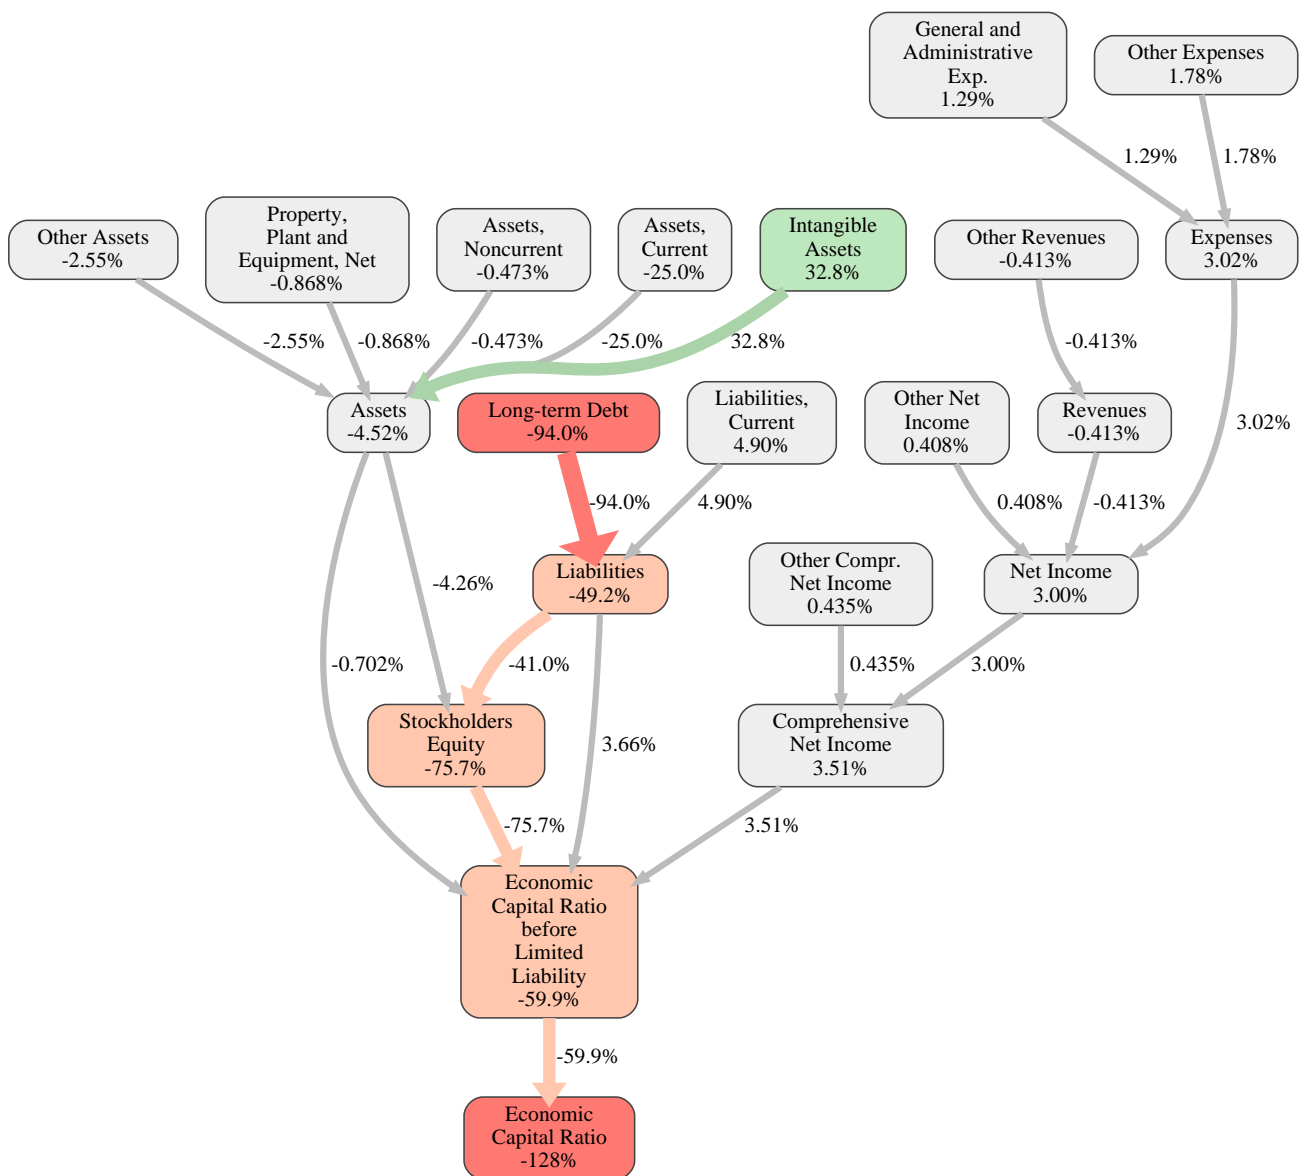 General and
Administrative
Exp.
1.29%
Other Expenses
1.78%
1.29%
1.78%
Other Assets
-2.55%
Property,
Plant and
Equipment, Net
-0.868%
Assets,
Noncurrent
-0.473%
Assets,
Current
-25.0%
Intangible
Assets
32.8%
Other Revenues
-0.413%
Expenses
3.02%
-2.55%
-0.868%
-0.473%
-25.0%
32.8%
-0.413%
3.02%
Assets
-4.52%
Long-term Debt
-94.0%
Liabilities,
Current
4.90%
Other Net
Income
0.408%
Revenues
-0.413%
-94.0%
4.90%
0.408%
-0.413%
-4.26%
Liabilities
-49.2%
Other Compr.
Net Income
0.435%
Net Income
3.00%
-0.702%
-41.0%
0.435%
3.00%
Stockholders
Equity
-75.7%
3.66%
Comprehensive
Net Income
3.51%
-75.7%
3.51%
Economic
Capital Ratio
before
Limited
Liability
-59.9%
-59.9%
Economic
Capital Ratio
-128%